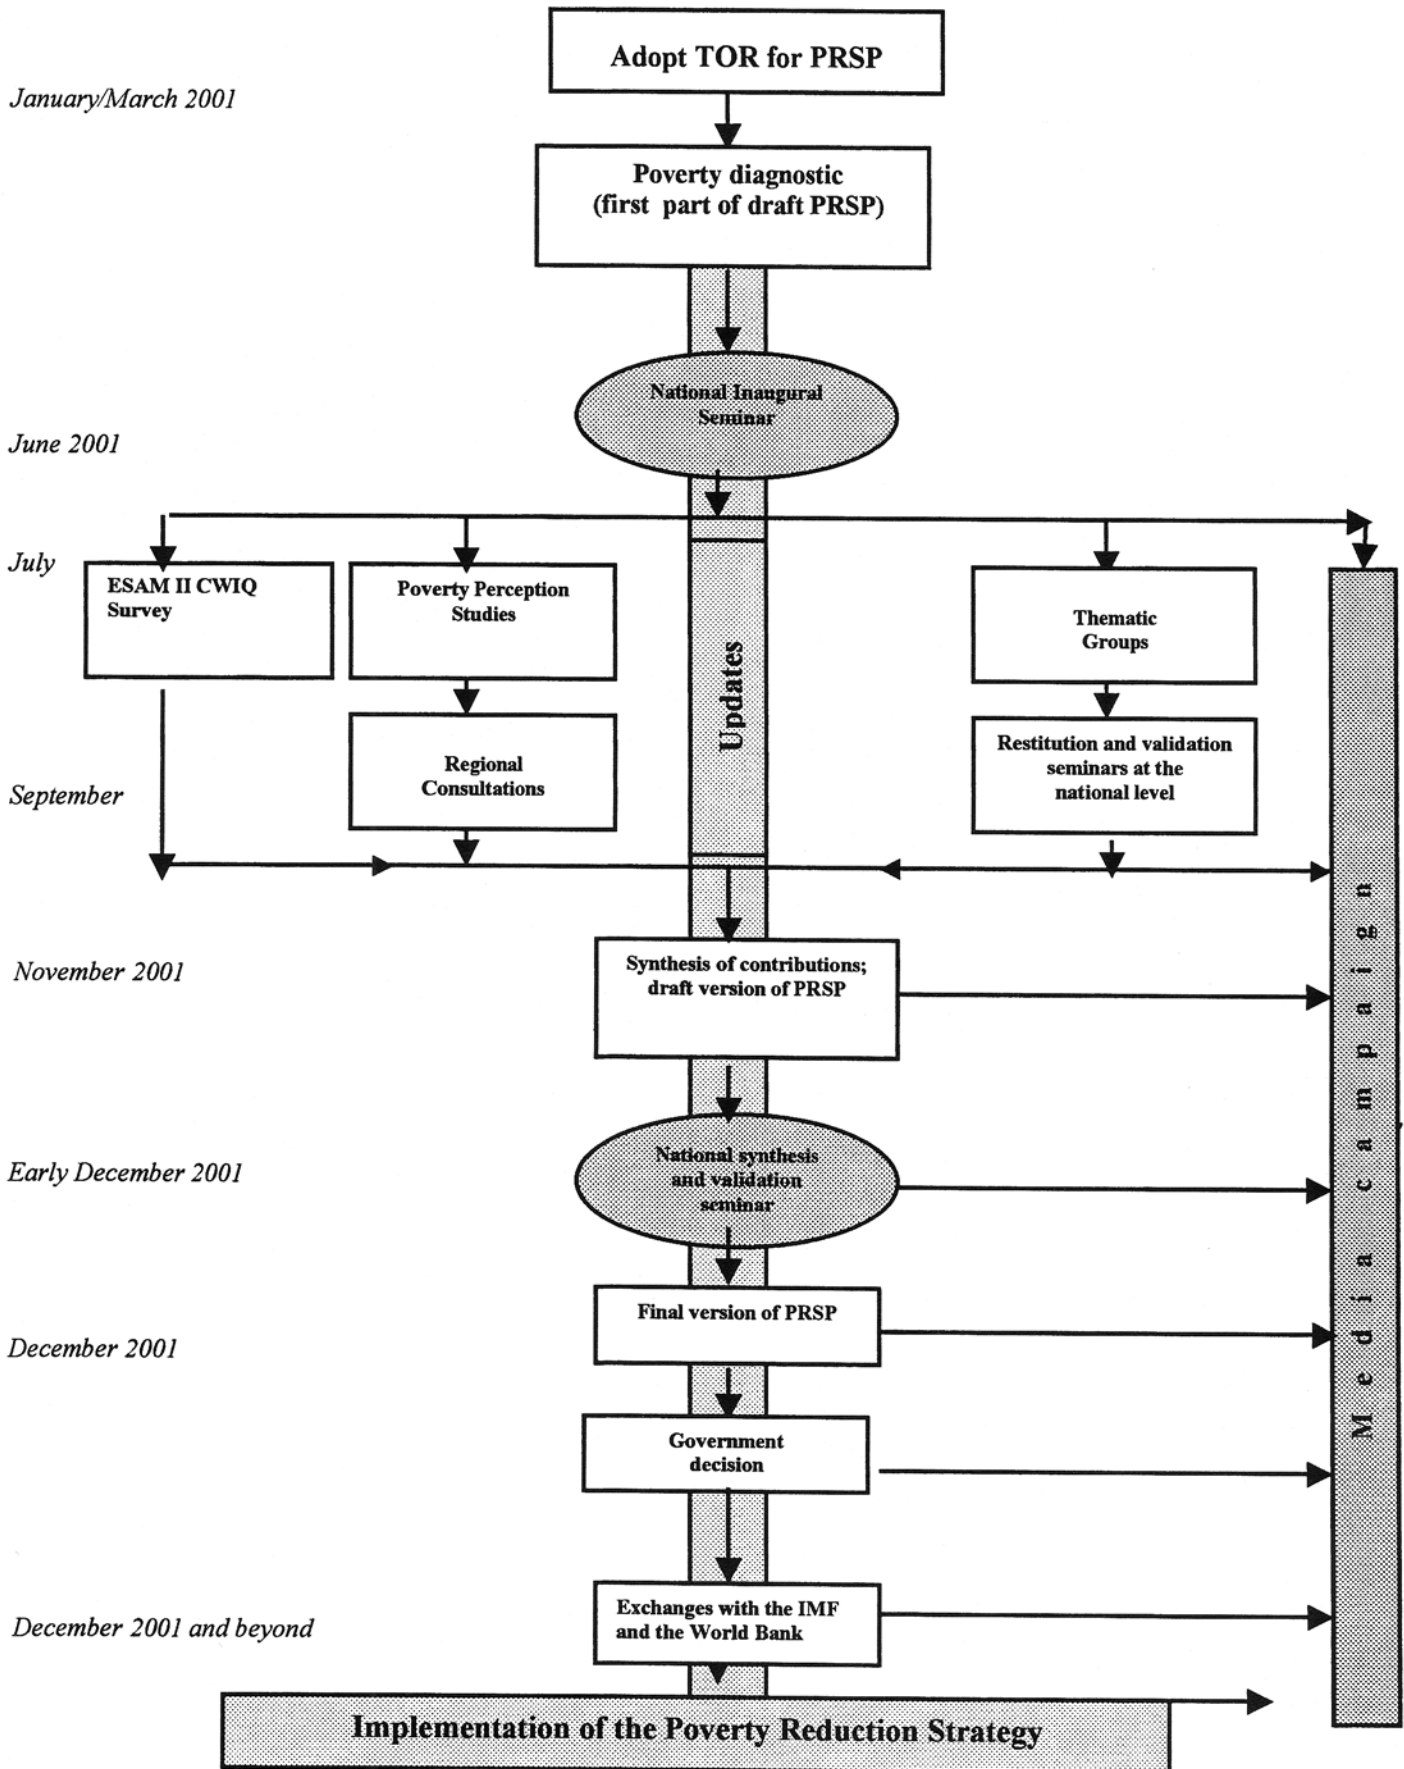 Adopt TOR for PRSP
January/March 2001
Poverty diagnostic
(first part of draft PRSP)
National Inaugural
Seminar
June 2001
July
ESAM II CWIQ
Survey
Poverty Perception
Studies
Updates
Thematic
Groups
Regional
Consultations
Restitution and validation
seminars at the
national level
September
Media campaign
November 2001
Synthesis of contributions;
draft version of PRSP
Early December 2001
National synthesis
and validation
seminar
Final version of PRSP
December 2001
Government
decision
December 2001 and beyond
Exchanges with the IMF
and the World Bank
Implementation of the Poverty Reduction Strategy